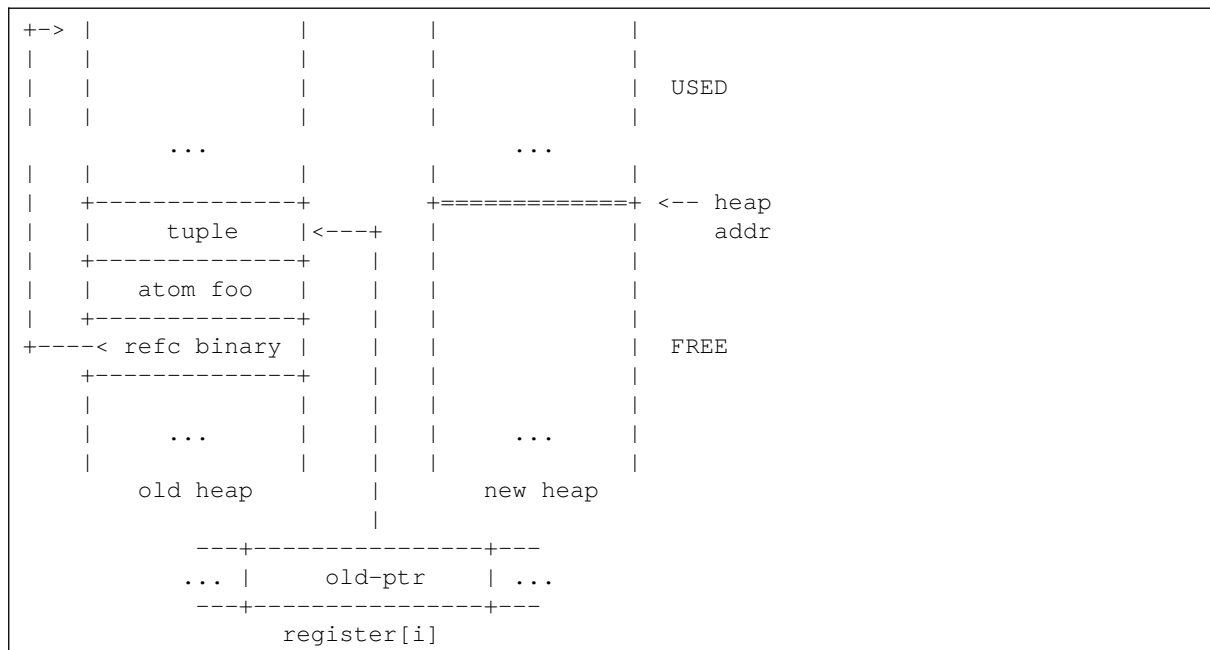 +-> |               |        |             |
|   |               |        |             |
|   |               |        |             |  USED
|   |               |        |             |
          ...                      ...
|   |               |        |             |
|   +--------------+        +=============+ <-- heap
|   |     tuple    |<---+   |             |     addr
|   +--------------+    |   |             |
|   |   atom foo   |    |   |             |
|   +--------------+    |   |             |
+----< refc binary |    |   |             |  FREE
    +--------------+    |   |             |
    |              |    |   |             |
    |     ...      |    |   |     ...     |
    |              |    |   |             |
        old heap        |       new heap
                        |
            ---+----------------+---
           ... |     old-ptr    | ...
            ---+----------------+---
                  register[i]